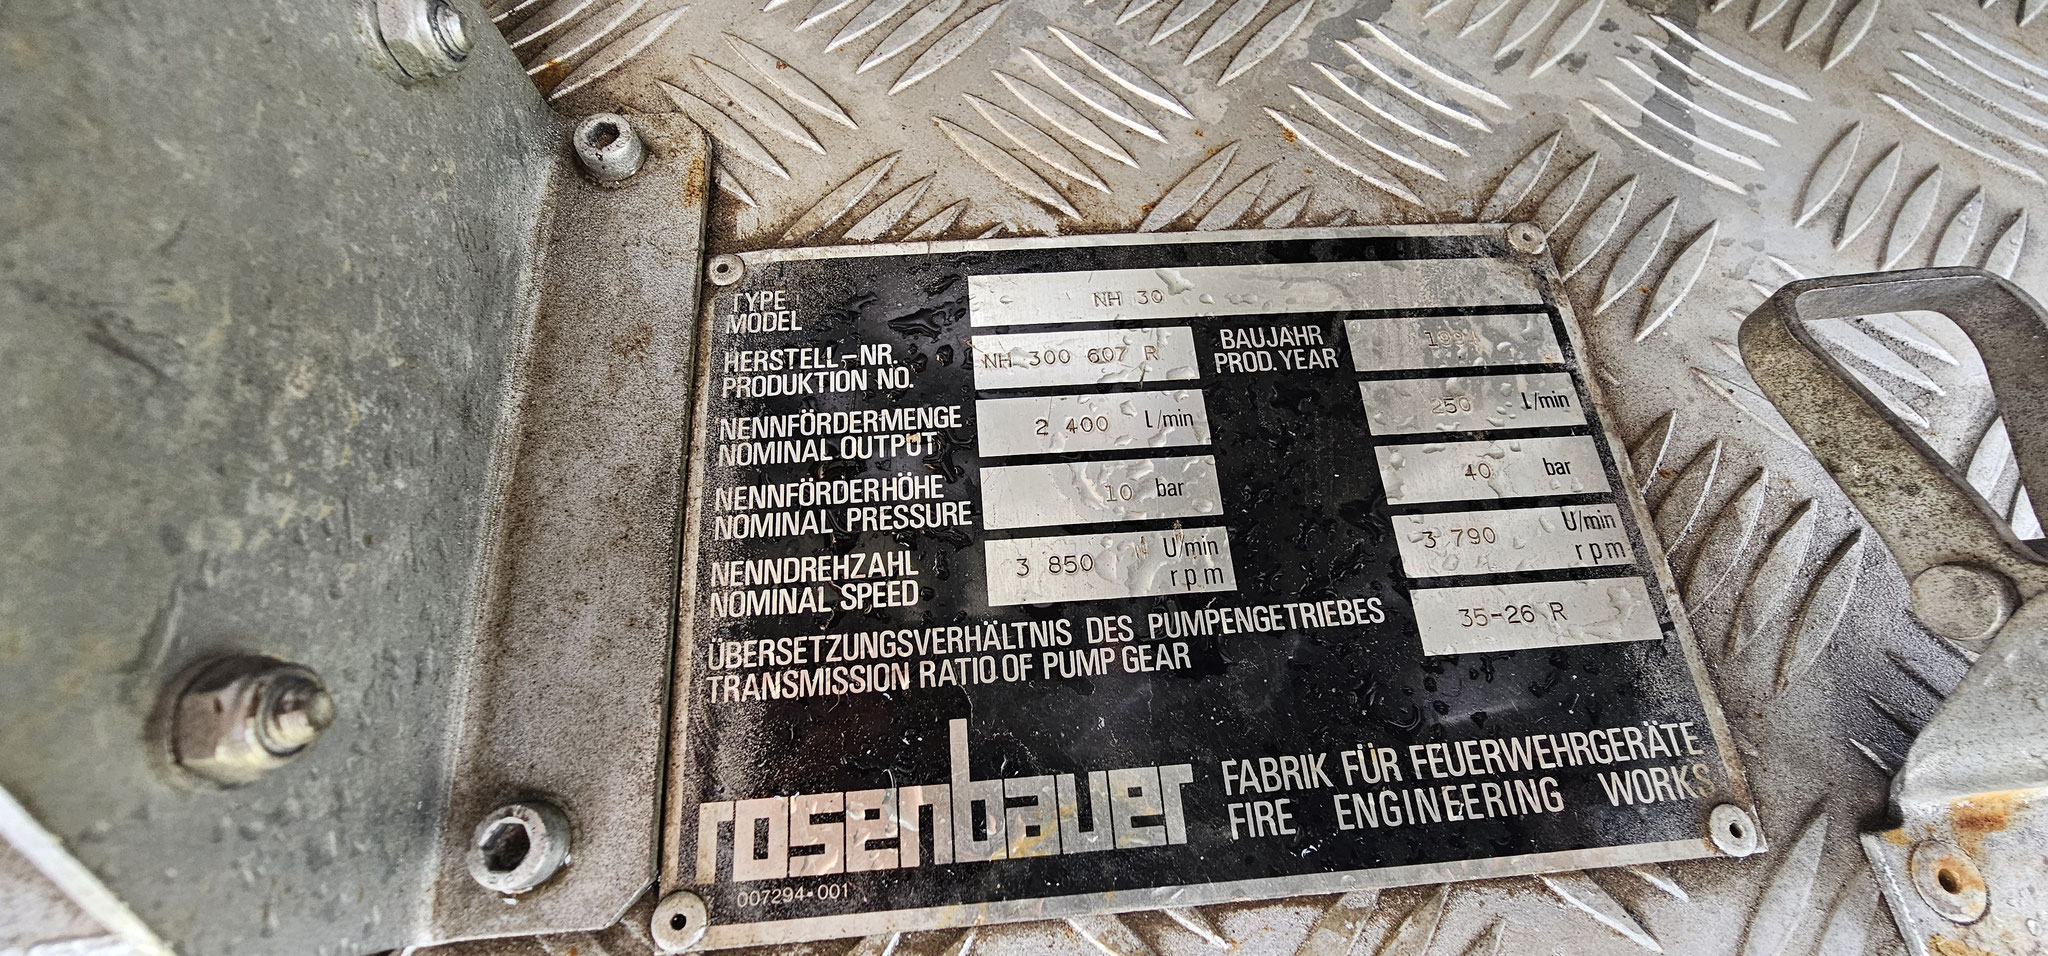 TYPE
MODEL
NH 30
HERSTELL-NR.
PRODUKTION NO.
NH 300 607 R
BAUJAHR
PROD. YEAR
1991
NENNFÖRDERMENGE
NOMINAL OUTPUT
2 400 l/min
250 l/min
NENNFÖRDERHÖHE
NOMINAL PRESSURE
10 bar
40 bar
NENNDREHZAHL
NOMINAL SPEED
3 850 U/min
rpm
3 790 U/min
rpm
ÜBERSETZUNGSVERHÄLTNIS DES PUMPENGETRIEBES
TRANSMISSION RATIO OF PUMP GEAR
35-26 R
rosenbauer
FABRIK FÜR FEUERWEHRGERÄTE
FIRE ENGINEERING WORKS
007294-001